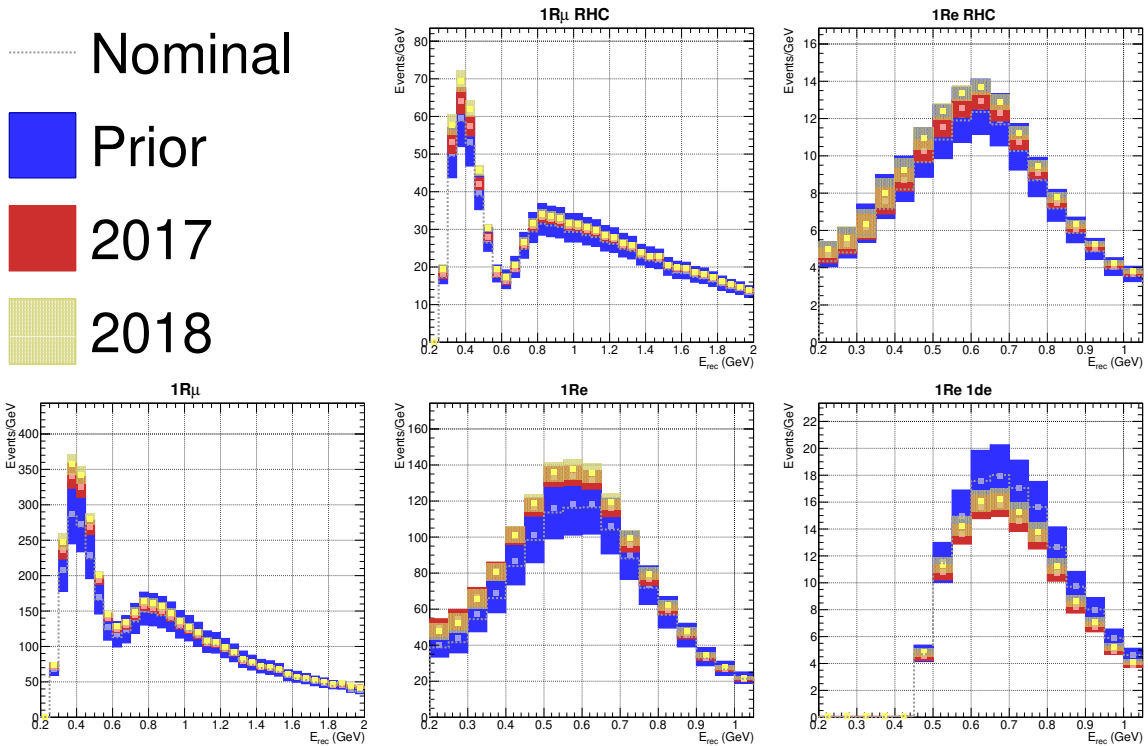 Nominal
Prior
2017
2018
1Rμ RHC
Events/GeV
80
70
60
50
40
30
20
10
0
0.2 0.4 0.6 0.8 1 1.2 1.4 1.6 1.8 2
E_rec (GeV)
1Re RHC
Events/GeV
16
14
12
10
8
6
4
2
0
0.2 0.3 0.4 0.5 0.6 0.7 0.8 0.9 1
E_rec (GeV)
1Rμ
Events/GeV
400
350
300
250
200
150
100
50
0
0.2 0.4 0.6 0.8 1 1.2 1.4 1.6 1.8 2
E_rec (GeV)
1Re
Events/GeV
160
140
120
100
80
60
40
20
0
0.2 0.3 0.4 0.5 0.6 0.7 0.8 0.9 1
E_rec (GeV)
1Re 1de
Events/GeV
22
20
18
16
14
12
10
8
6
4
2
0
0.2 0.3 0.4 0.5 0.6 0.7 0.8 0.9 1
E_rec (GeV)